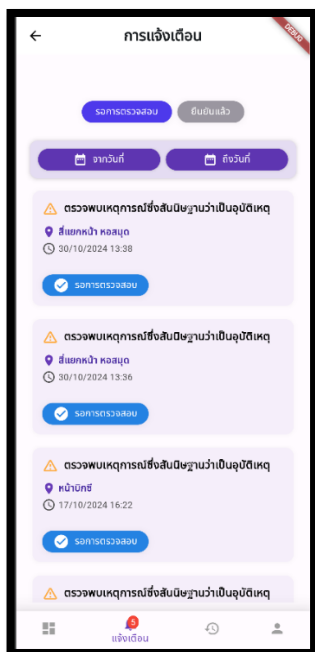 DEBUG
การแจ้งเตือน
รอการตรวจสอบ
ยืนยันแล้ว
จากวันที่
ถึงวันที่
ตรวจพบเหตุการณ์ซึ่งสันนิษฐานว่าเป็นอุบัติเหตุ
สี่แยกหน้า หอสมุด
30/10/2024 13:38
รอการตรวจสอบ
ตรวจพบเหตุการณ์ซึ่งสันนิษฐานว่าเป็นอุบัติเหตุ
สี่แยกหน้า หอสมุด
30/10/2024 13:36
รอการตรวจสอบ
ตรวจพบเหตุการณ์ซึ่งสันนิษฐานว่าเป็นอุบัติเหตุ
หน้าบิกซี
17/10/2024 16:22
รอการตรวจสอบ
ตรวจพบเหตุการณ์ซึ่งสันนิษฐานว่าเป็นอุบัติเหตุ
5
แจ้งเตือน